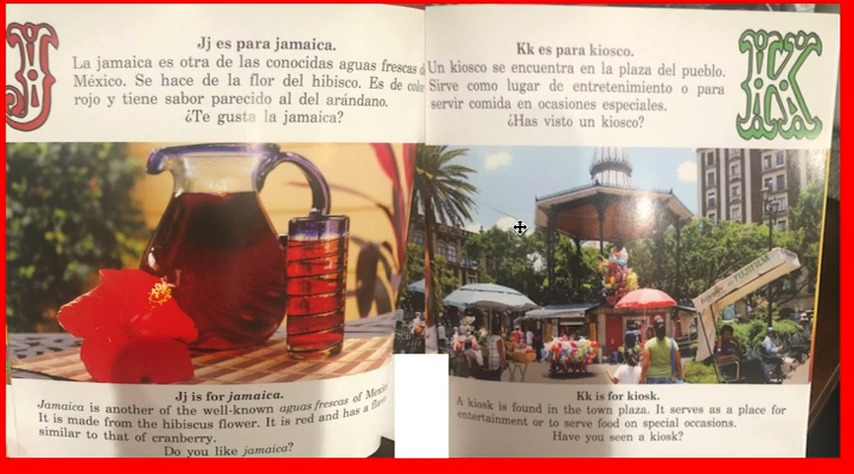 J
Jj es para jamaica.
La jamaica es otra de las conocidas aguas frescas
México. Se hace de la flor del hibisco. Es de
rojo y tiene sabor parecido al del arándano.
¿Te gusta la jamaica?
Jj is for jamaica.
Jamaica is another of the well-known aguas frescas of
It is made from the hibiscus flower. It is red and has a
similar to that of cranberry.
Do you like jamaica?
K
Kk es para kiosco.
Un kiosco se encuentra en la plaza del pueblo.
Sirve como lugar de entretenimiento o para
servir comida en ocasiones especiales.
¿Has visto un kiosco?
FUJIFILM
Kk is for kiosk.
A kiosk is found in the town plaza. It serves as a place for
entertainment or to serve food on special occasions.
Have you seen a kiosk?